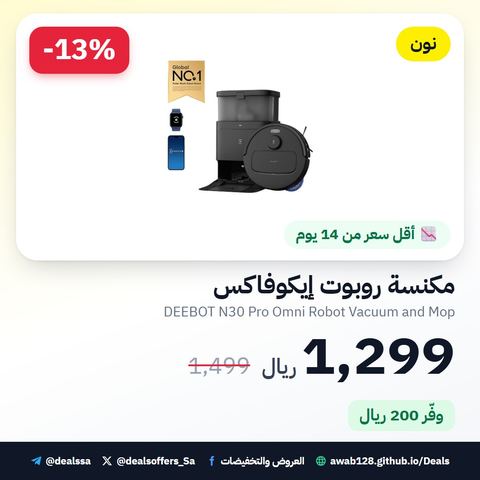 -13%
نون
Global
NO.1
أقل سعر من 14 يوم
مكنسة روبوت إيكوفاكس
DEEBOT N30 Pro Omni Robot Vacuum and Mop
1,299 ريال 1,499
وفّر 200 ريال
@dealssa @dealsoffers_Sa العروض والتخفيضات awab128.github.io/Deals